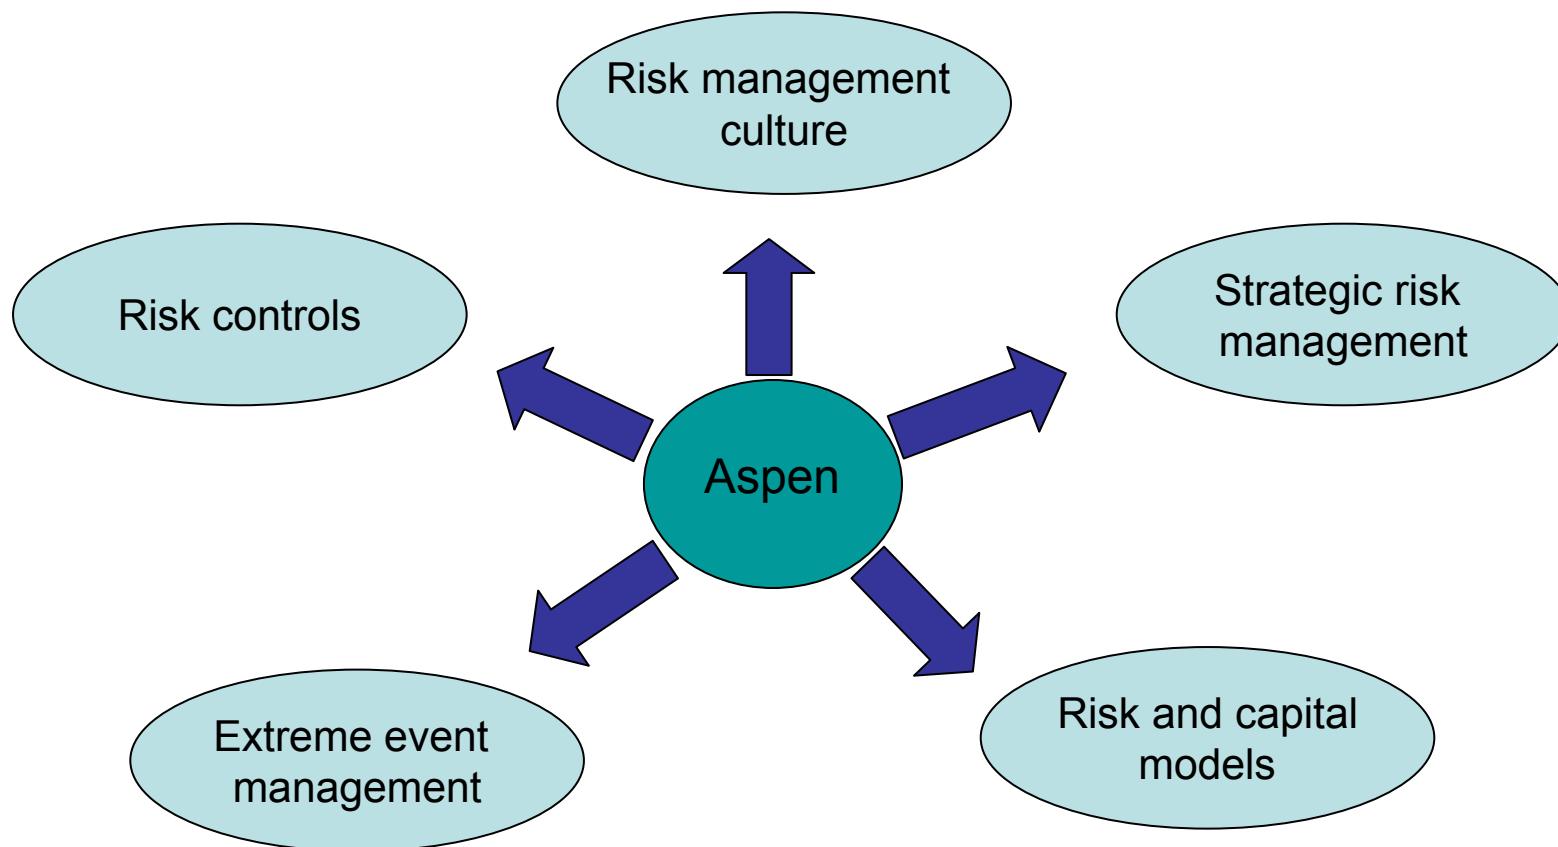 Risk management
culture
Risk controls
Strategic risk
management
Aspen
Extreme event
management
Risk and capital
models